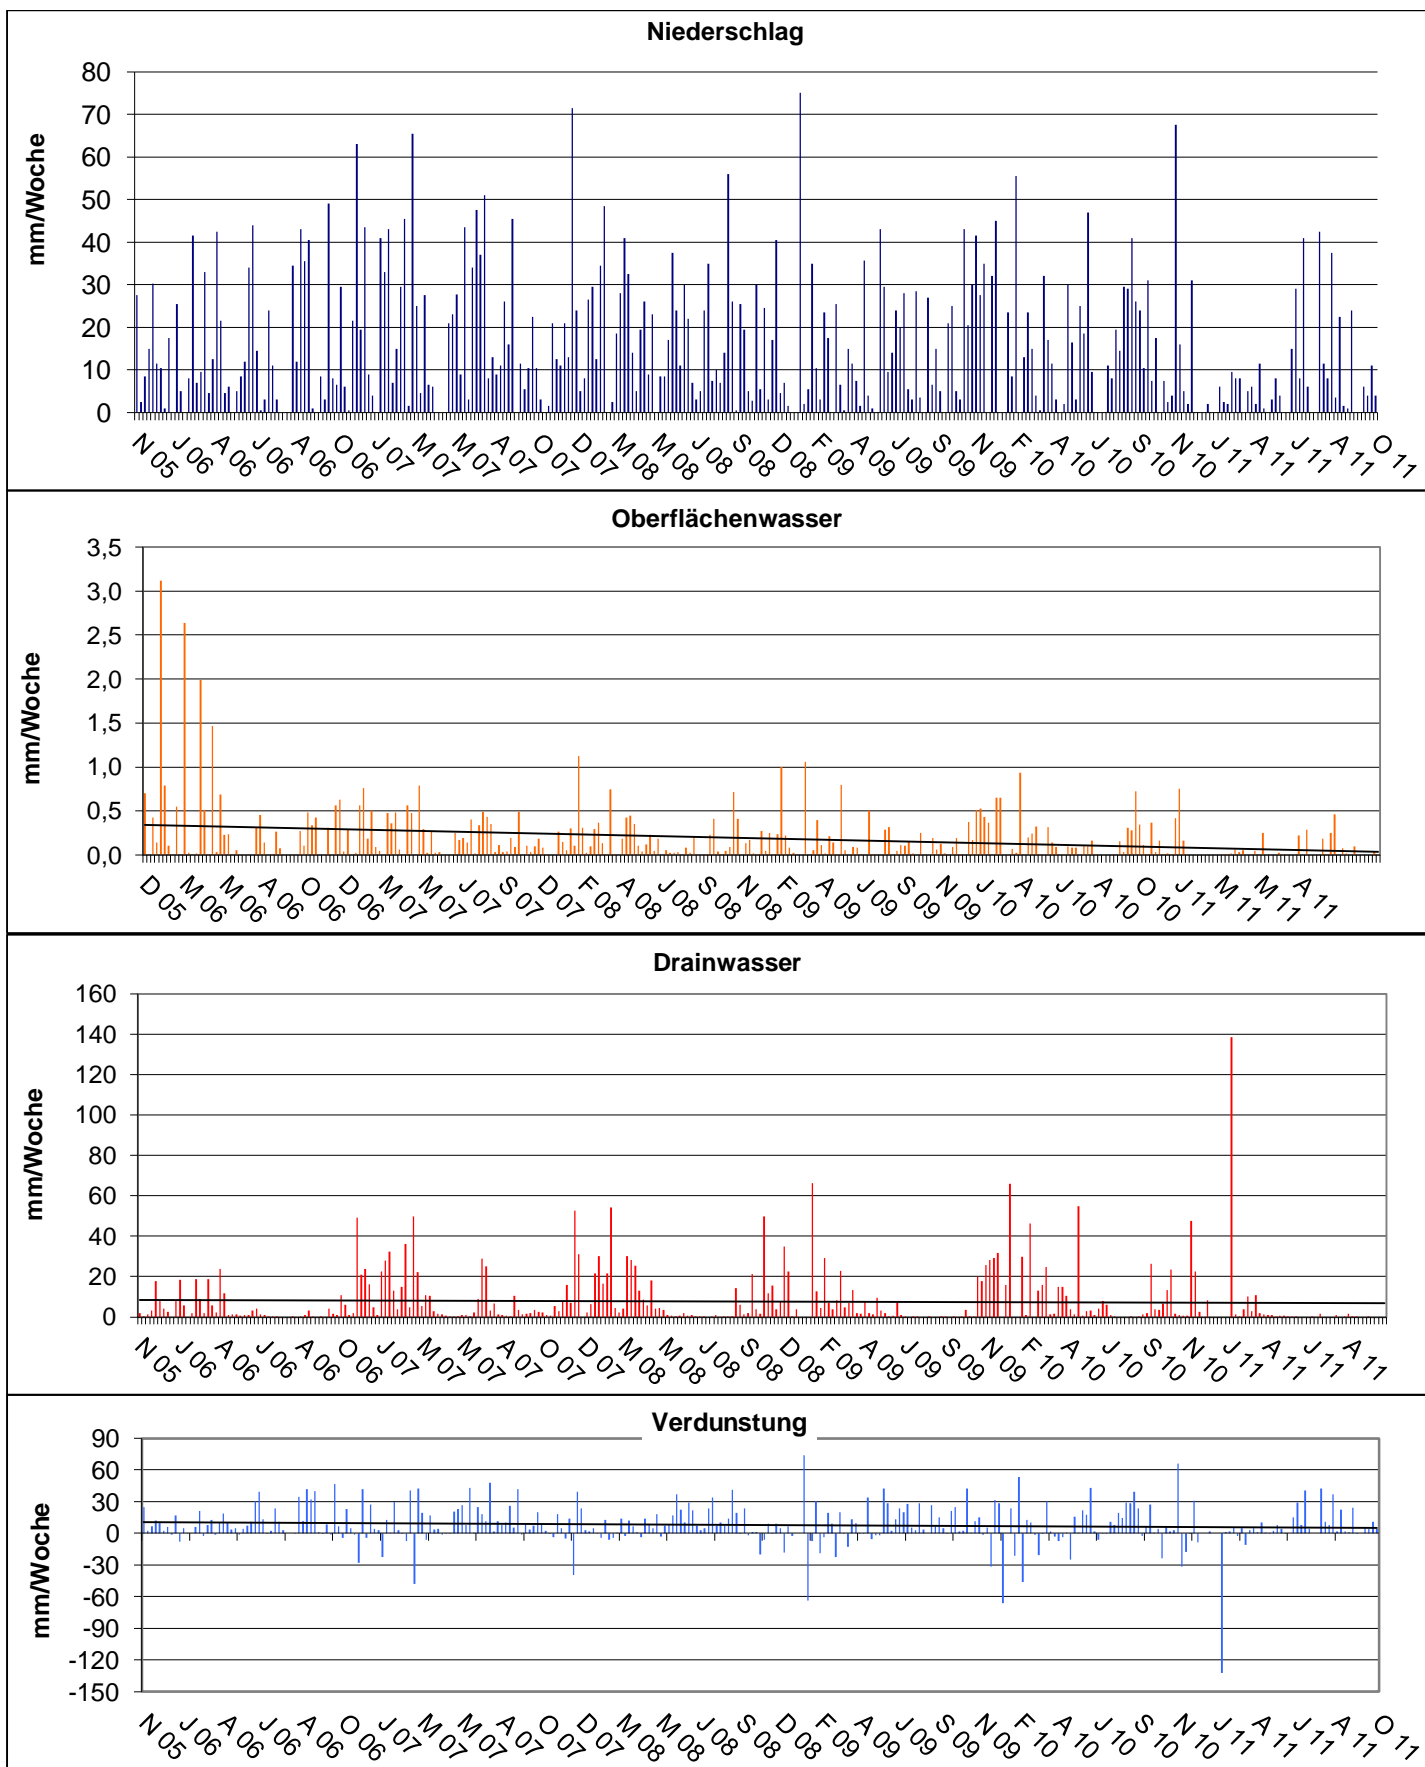 Niederschlag
80
70
60
50
40
30
20
10
0
mm/Woche
N 05 J 06 A 06 J 06 A 06 O 06 J 07 M 07 M 07 A 07 O 07 D 07 M 08 M 08 J 08 S 08 D 08 F 09 A 09 J 09 S 09 N 09 F 10 A 10 J 10 S 10 N 10 J 11 A 11 J 11 A 11 O 11
Oberflächenwasser
3,5
3,0
2,5
2,0
1,5
1,0
0,5
0,0
mm/Woche
D 05 M 06 M 06 A 06 O 06 D 06 M 07 M 07 J 07 S 07 D 07 F 08 A 08 J 08 S 08 N 08 F 09 A 09 J 09 S 09 N 09 J 10 A 10 J 10 A 10 O 10 J 11 M 11 M 11 A 11
Drainwasser
160
140
120
100
80
60
40
20
0
mm/Woche
N 05 J 06 A 06 J 06 A 06 O 06 J 07 M 07 M 07 A 07 O 07 D 07 M 08 M 08 J 08 S 08 D 08 F 09 A 09 J 09 S 09 N 09 F 10 A 10 J 10 S 10 N 10 J 11 A 11 J 11 A 11
Verdunstung
90
60
30
0
-30
-60
-90
-120
-150
mm/Woche
N 05 J 06 A 06 J 06 A 06 O 06 J 07 M 07 M 07 A 07 O 07 D 07 M 08 M 08 J 08 S 08 D 08 F 09 A 09 J 09 S 09 N 09 F 10 A 10 J 10 S 10 N 10 J 11 A 11 J 11 A 11 O 11